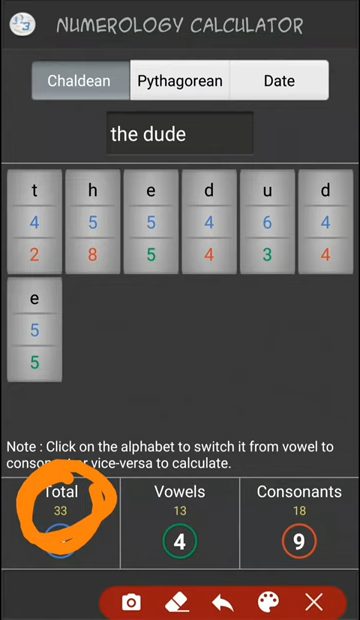 NUMEROLOGY CALCULATOR
Chaldean Pythagorean Date
the dude
t h e d u d
4 5 5 4 6 4
2 8 5 4 3 4
e
5
5
Note : Click on the alphabet to switch it from vowel to
consonant or vice-versa to calculate.
Total Vowels Consonants
33 13 18
4 9